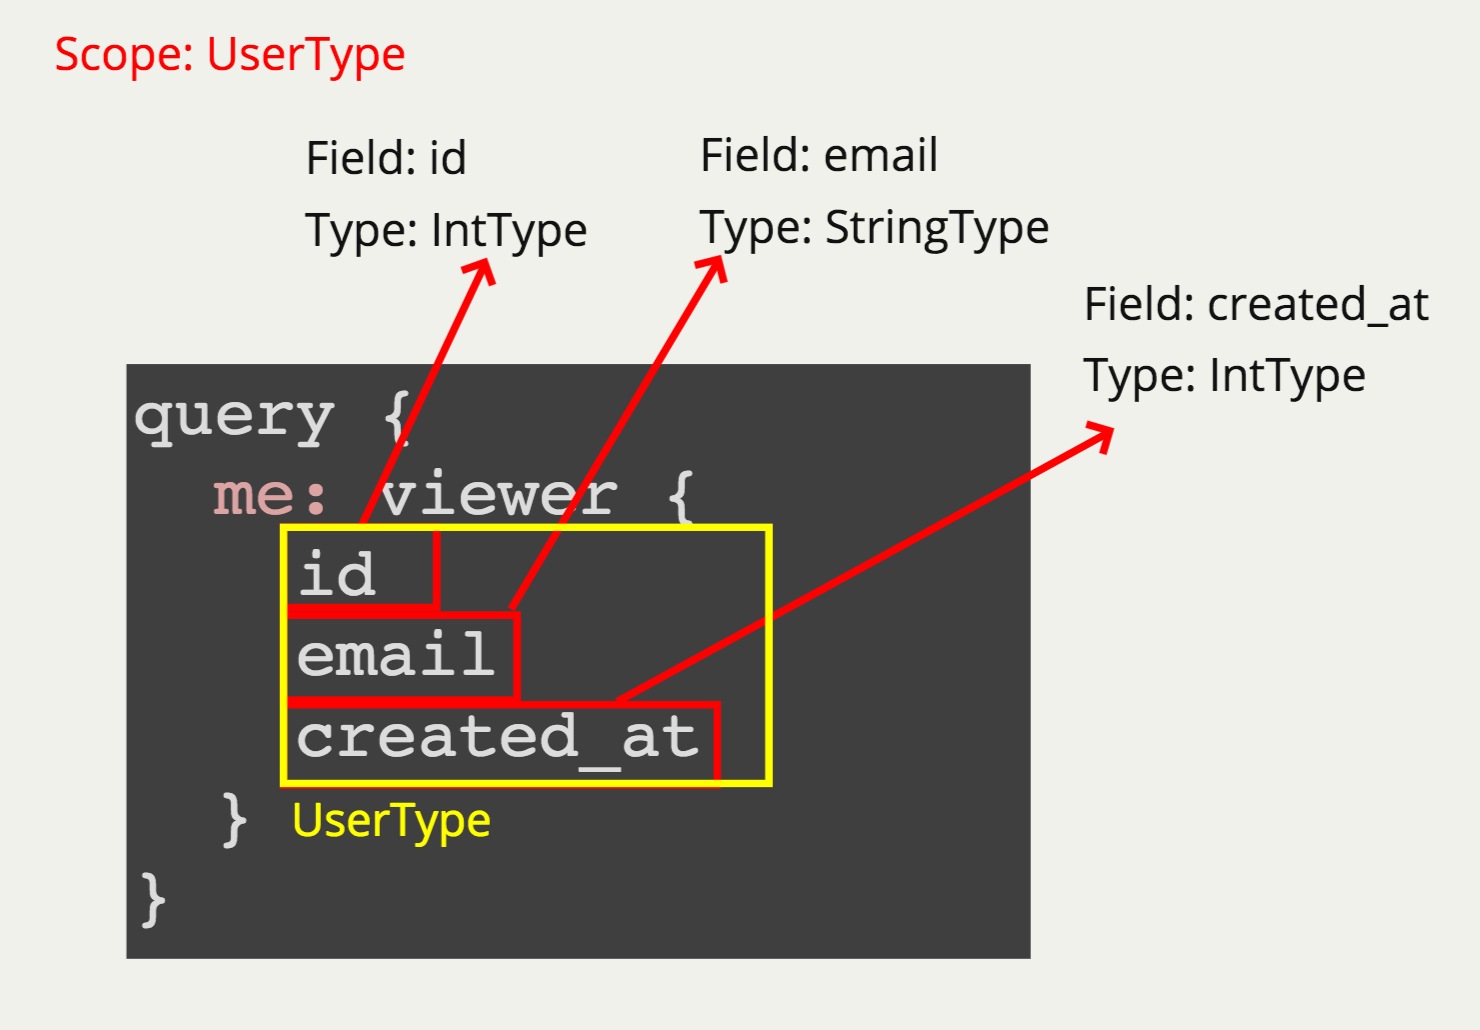 Scope: UserType
Field: id
Type: IntType
Field: email
Type: StringType
Field: created_at
Type: IntType
query {
me: viewer {
id
email
created_at
}
UserType
}